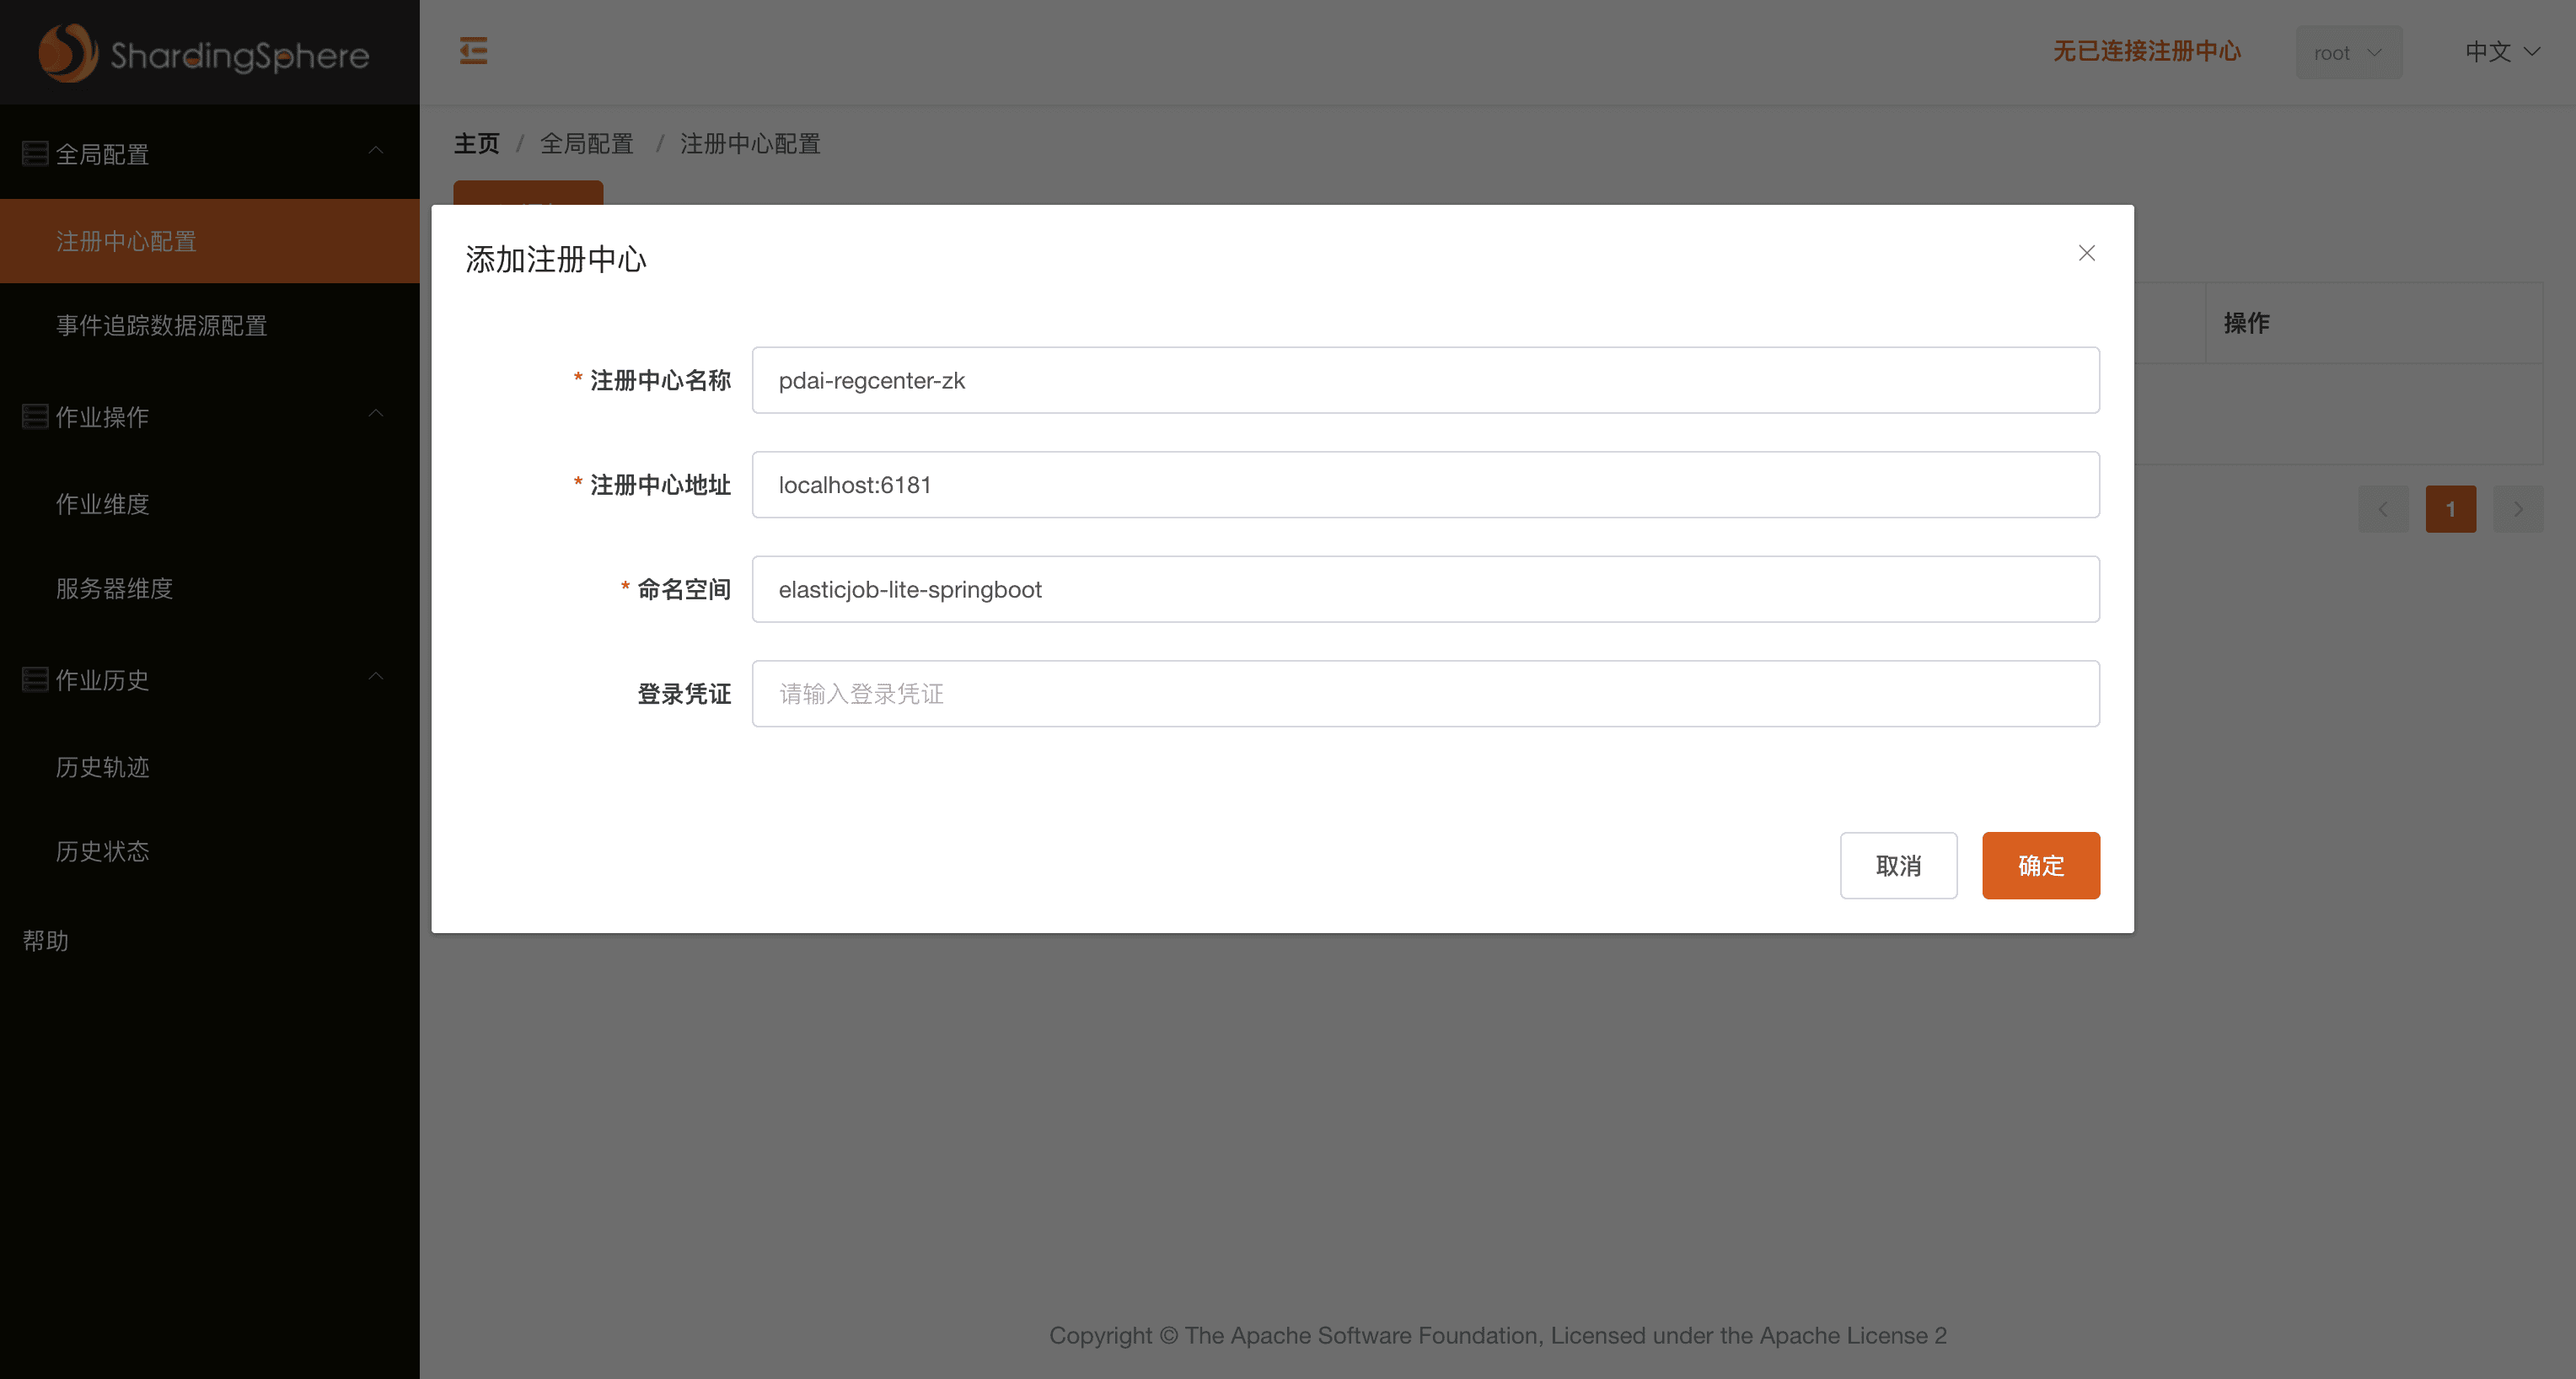 ShardingSphere
无已连接注册中心
root
中文
全局配置
注册中心配置
事件追踪数据源配置
作业操作
作业维度
服务器维度
作业历史
历史轨迹
历史状态
帮助
主页 / 全局配置 / 注册中心配置
操作
1
添加注册中心
* 注册中心名称 pdai-regcenter-zk
* 注册中心地址 localhost:6181
* 命名空间 elasticjob-lite-springboot
登录凭证 请输入登录凭证
取消 确定
Copyright © The Apache Software Foundation, Licensed under the Apache License 2